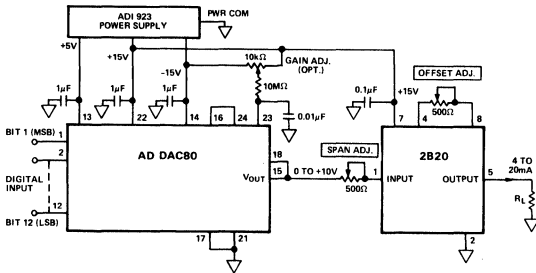 ADI 923
POWER SUPPLY
PWR COM
+5V
+15V
-15V
10kΩ
GAIN ADJ.
(OPT.)
10MΩ
0.01μF
1μF
1μF
1μF
0.1μF
+15V
OFFSET ADJ.
500Ω
13
22
14
16
24
23
7
4
8
BIT 1 (MSB)
1
2
DIGITAL
INPUT
12
BIT 12 (LSB)
AD DAC80
18
15
VOUT
0 TO +10V
SPAN ADJ.
500Ω
1
INPUT
2B20
OUTPUT
5
4 TO
20mA
RL
17
21
2